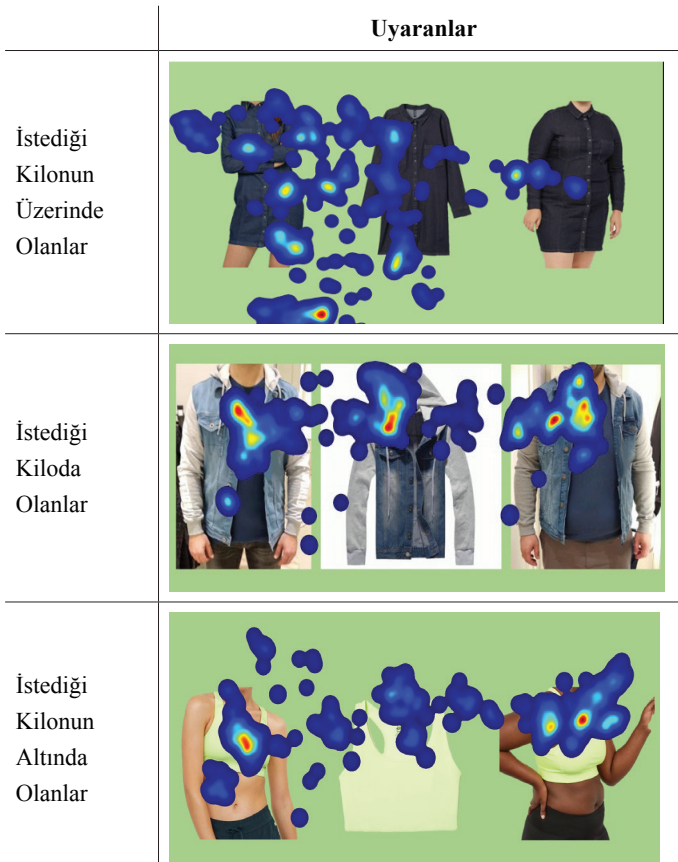 Uyaranlar
İstediği
Kilonun
Üzerinde
Olanlar
İstediği
Kiloda
Olanlar
İstediği
Kilonun
Altında
Olanlar